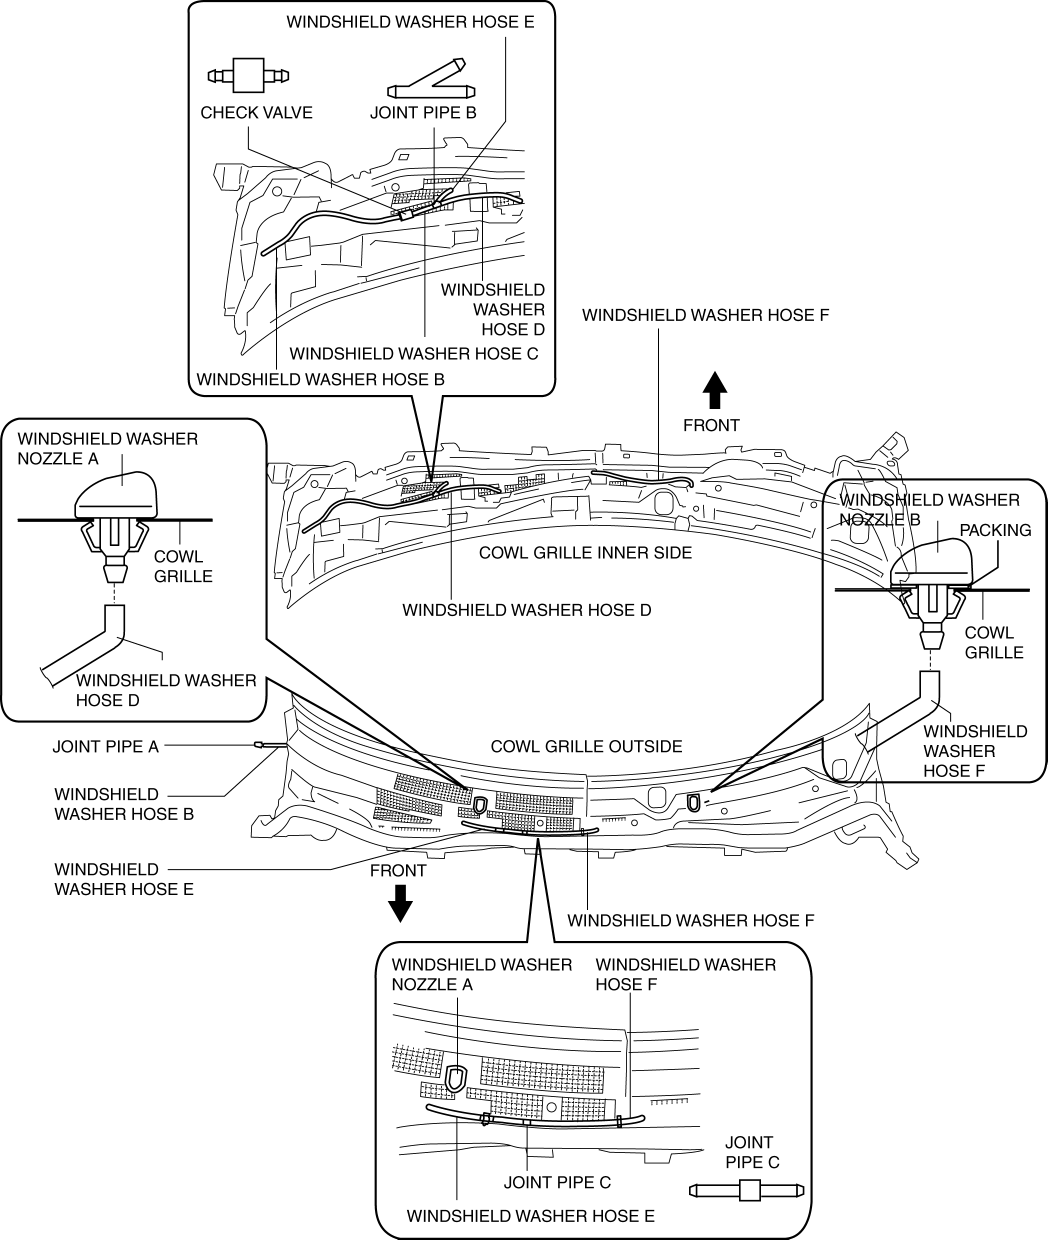 WINDSHIELD WASHER HOSE E
CHECK VALVE
JOINT PIPE B
WINDSHIELD
WASHER
HOSE D
WINDSHIELD WASHER HOSE C
WINDSHIELD WASHER HOSE B
WINDSHIELD WASHER HOSE F
FRONT
WINDSHIELD WASHER
NOZZLE A
COWL
GRILLE
WINDSHIELD WASHER
HOSE D
COWL GRILLE INNER SIDE
WINDSHIELD WASHER HOSE D
WINDSHIELD WASHER
NOZZLE B
PACKING
COWL
GRILLE
WINDSHIELD
WASHER
HOSE F
JOINT PIPE A
COWL GRILLE OUTSIDE
WINDSHIELD
WASHER HOSE B
WINDSHIELD
WASHER HOSE E
FRONT
WINDSHIELD WASHER HOSE F
WINDSHIELD WASHER
NOZZLE A
WINDSHIELD WASHER
HOSE F
JOINT
PIPE C
JOINT PIPE C
WINDSHIELD WASHER HOSE E